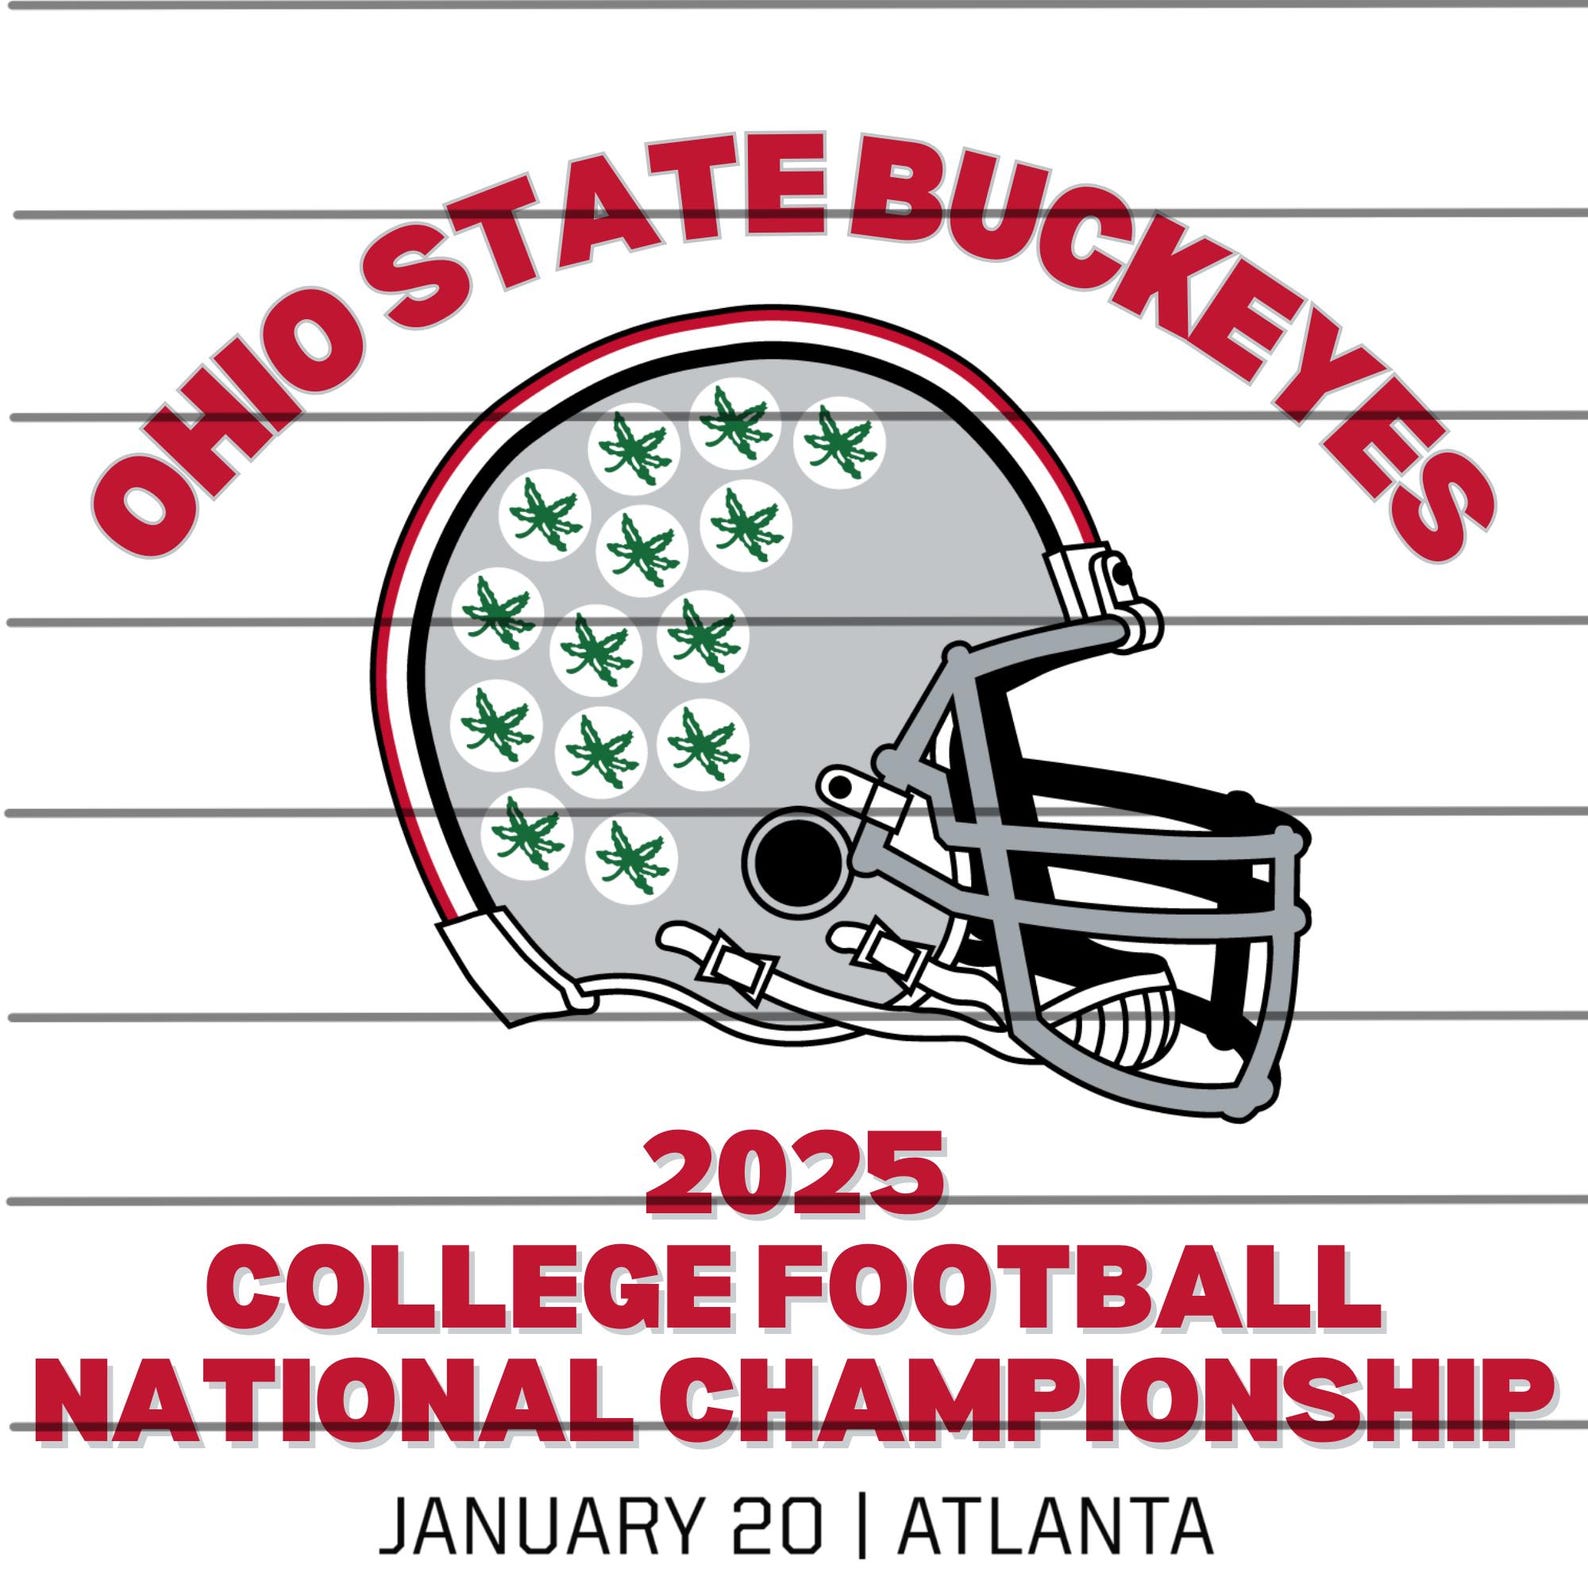 OHIO STATE BUCKEYES
2025
COLLEGE FOOTBALL
NATIONAL CHAMPIONSHIP
JANUARY 20 | ATLANTA